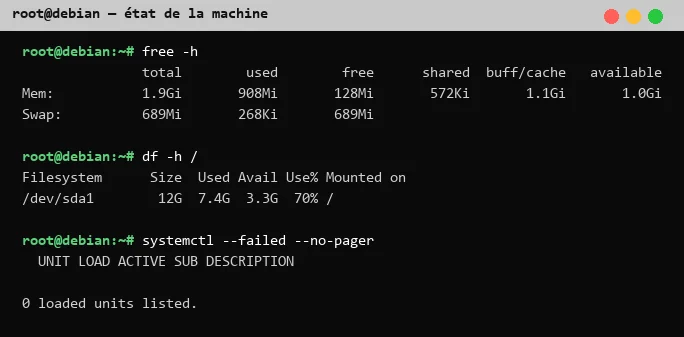 root@debian — état de la machine
root@debian:~# free -h
total used free shared buff/cache available
Mem: 1.9Gi 908Mi 128Mi 572Ki 1.1Gi 1.0Gi
Swap: 689Mi 268Ki 689Mi
root@debian:~# df -h /
Filesystem Size Used Avail Use% Mounted on
/dev/sda1 12G 7.4G 3.3G 70% /
root@debian:~# systemctl --failed --no-pager
UNIT LOAD ACTIVE SUB DESCRIPTION
0 loaded units listed.